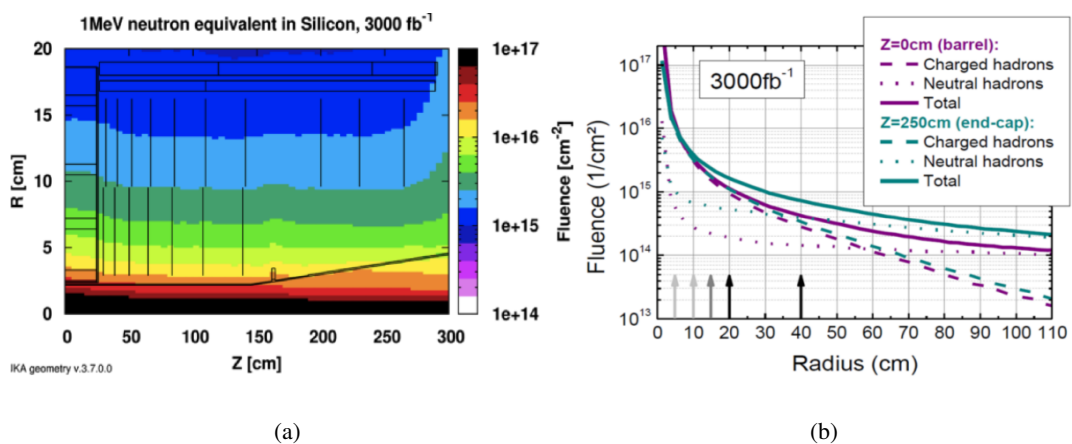 1MeV neutron equivalent in Silicon, 3000 fb⁻¹
20
15
10
5
0
R [cm]
0 50 100 150 200 250 300
Z [cm]
1e+17
1e+16
1e+15
1e+14
Fluence [cm⁻²]
IKA geometry v.3.7.0.0
(a)
Z=0cm (barrel):
Charged hadrons
Neutral hadrons
Total
Z=250cm (end-cap):
Charged hadrons
Neutral hadrons
Total
3000fb⁻¹
10¹⁷
10¹⁶
10¹⁵
10¹⁴
10¹³
Fluence (1/cm²)
0 10 20 30 40 50 60 70 80 90 100 110
Radius (cm)
(b)